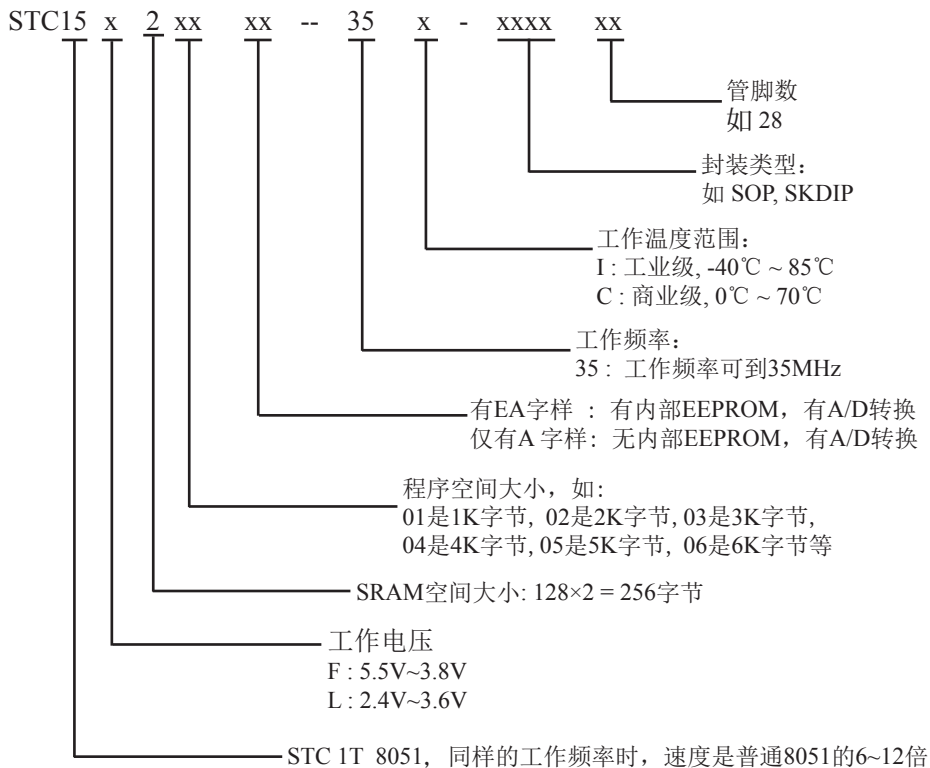 STC15 x 2 xx xx -- 35 x - xxxx xx
管脚数
如 28
封装类型：
如 SOP, SKDIP
工作温度范围：
I : 工业级, -40℃ ~ 85℃
C : 商业级, 0℃ ~ 70℃
工作频率：
35 : 工作频率可到35MHz
有EA字样 ： 有内部EEPROM，有A/D转换
仅有A 字样：无内部EEPROM，有A/D转换
程序空间大小，如:
01是1K字节, 02是2K字节, 03是3K字节,
04是4K字节, 05是5K字节, 06是6K字节等
SRAM空间大小: 128×2 = 256字节
工作电压
F : 5.5V~3.8V
L : 2.4V~3.6V
STC 1T 8051，同样的工作频率时，速度是普通8051的6~12倍